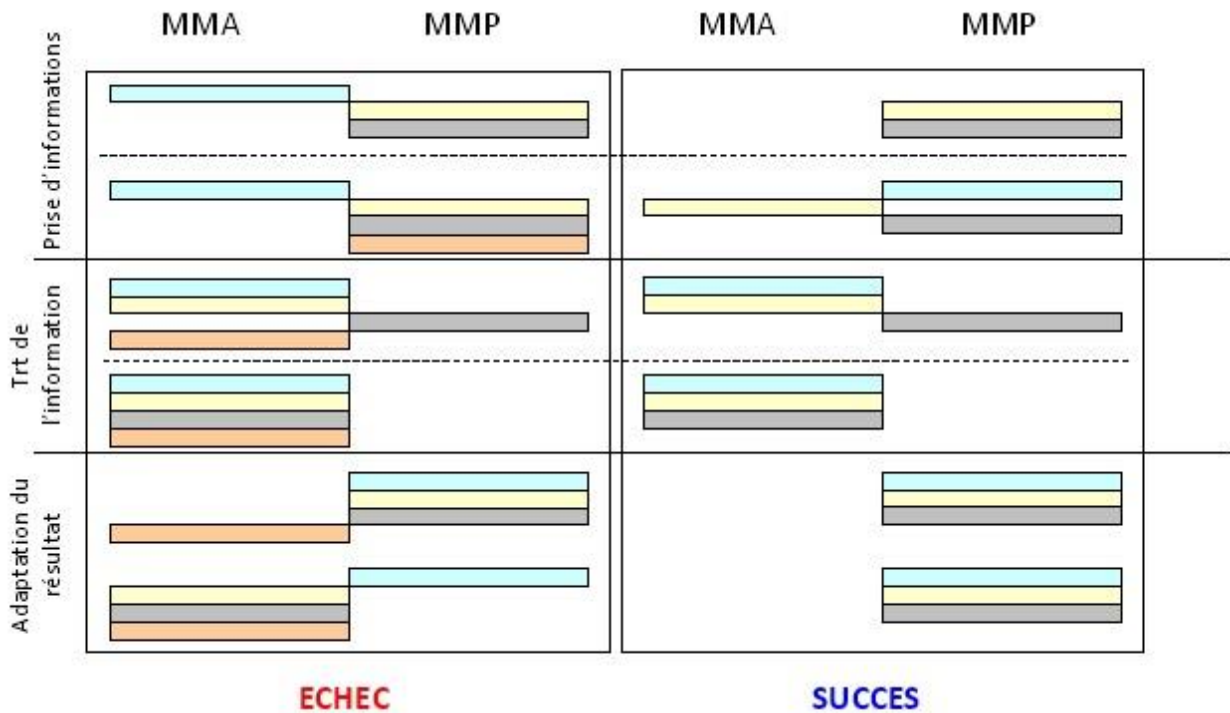 MMA MMP MMA MMP
Prise d'informations
Trt de
l'information
Adaptation du
résultat
ECHEC SUCCES